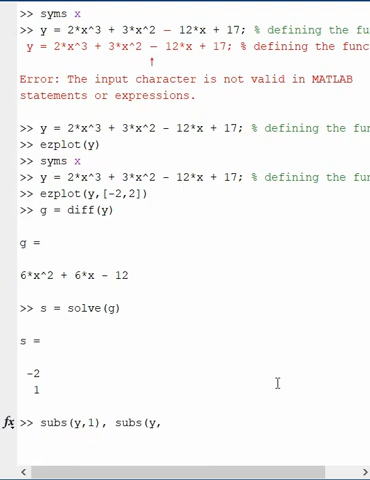 >> syms x
>> y = 2*x^3 + 3*x^2 – 12*x + 17; % defining the fu
y = 2*x^3 + 3*x^2 – 12*x + 17; % defining the func
↑
Error: The input character is not valid in MATLAB
statements or expressions.
>> y = 2*x^3 + 3*x^2 - 12*x + 17; % defining the fun
>> ezplot(y)
>> syms x
>> y = 2*x^3 + 3*x^2 - 12*x + 17; % defining the fun
>> ezplot(y,[-2,2])
>> g = diff(y)
g =
6*x^2 + 6*x - 12
>> s = solve(g)
s =
-2
1
fx >> subs(y,1), subs(y,